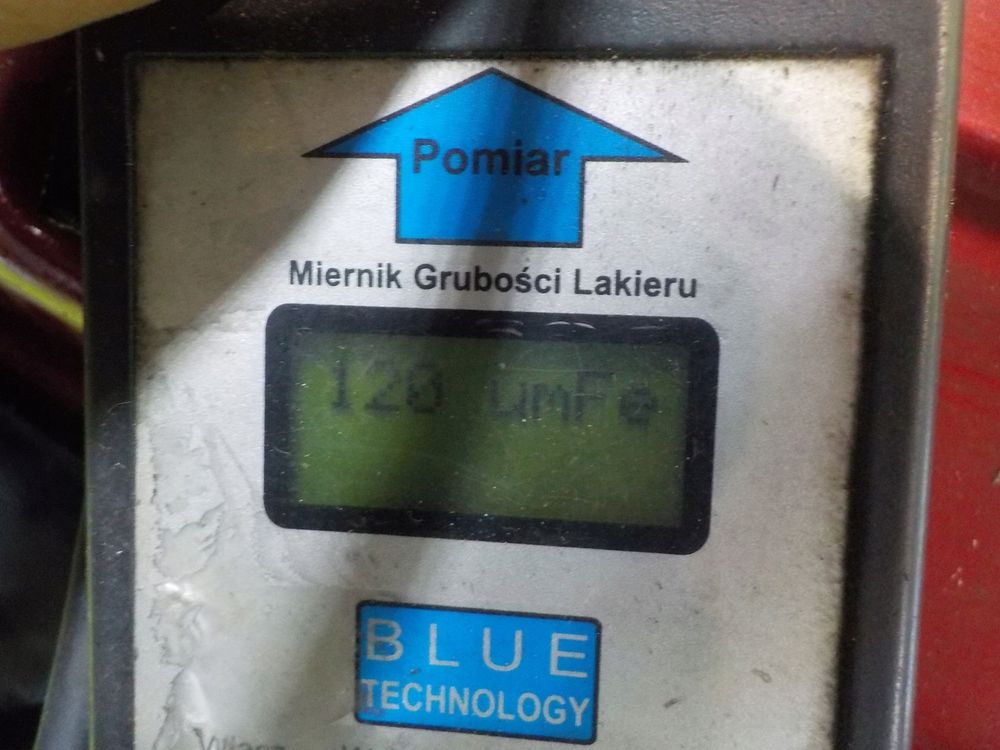 Pomiar
Miernik Grubości Lakieru
120 umFe
BLUE
TECHNOLOGY